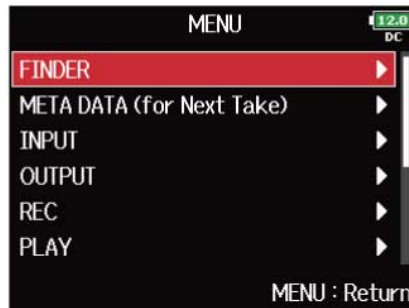 MENU
12.0
DC
FINDER
META DATA (for Next Take)
INPUT
OUTPUT
REC
PLAY
MENU : Return